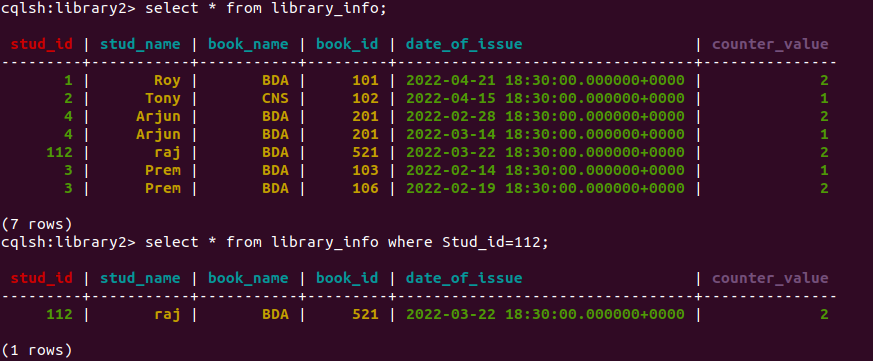 cqlsh:library2> select * from library_info;
stud_id | stud_name | book_name | book_id | date_of_issue | counter_value
---------+-----------+-----------+---------+---------------------------------+---------------
1 | Roy | BDA | 101 | 2022-04-21 18:30:00.000000+0000 | 2
2 | Tony | CNS | 102 | 2022-04-15 18:30:00.000000+0000 | 1
4 | Arjun | BDA | 201 | 2022-02-28 18:30:00.000000+0000 | 2
4 | Arjun | BDA | 201 | 2022-03-14 18:30:00.000000+0000 | 1
112 | raj | BDA | 521 | 2022-03-22 18:30:00.000000+0000 | 2
3 | Prem | BDA | 103 | 2022-02-14 18:30:00.000000+0000 | 1
3 | Prem | BDA | 106 | 2022-02-19 18:30:00.000000+0000 | 2
(7 rows)
cqlsh:library2> select * from library_info where Stud_id=112;
stud_id | stud_name | book_name | book_id | date_of_issue | counter_value
---------+-----------+-----------+---------+---------------------------------+---------------
112 | raj | BDA | 521 | 2022-03-22 18:30:00.000000+0000 | 2
(1 rows)